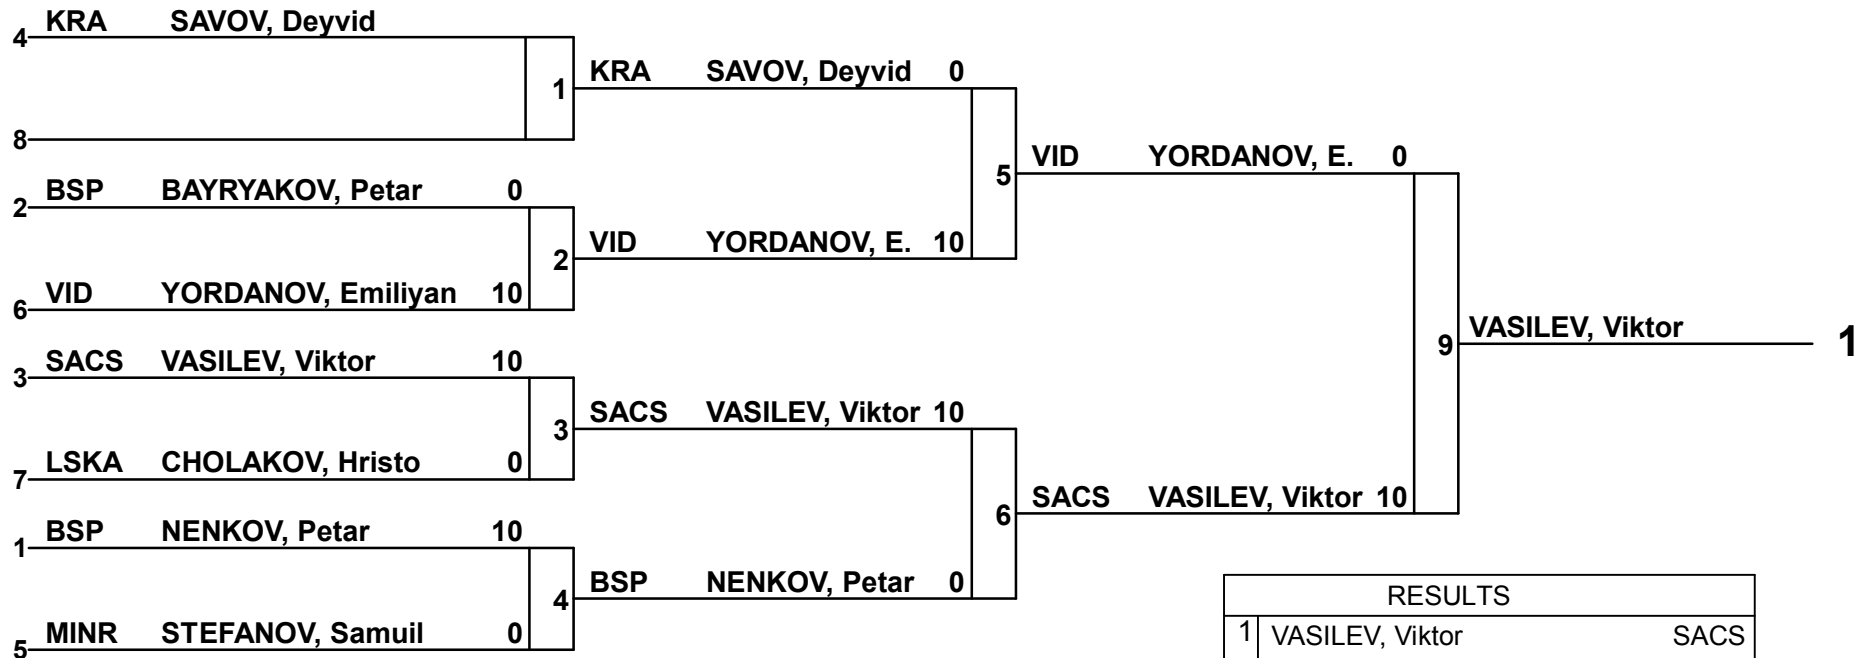 4 KRA SAVOV, Deyvid
1 KRA SAVOV, Deyvid 0
8
5 VID YORDANOV, E. 0
2 BSP BAYRYAKOV, Petar 0
2 VID YORDANOV, E. 10
6 VID YORDANOV, Emiliyan 10
9 VASILEV, Viktor 1
3 SACS VASILEV, Viktor 10
3 SACS VASILEV, Viktor 10
7 LSKA CHOLAKOV, Hristo 0
6 SACS VASILEV, Viktor 10
1 BSP NENKOV, Petar 10
4 BSP NENKOV, Petar 0
5 MINR STEFANOV, Samuil 0
RESULTS
1 VASILEV, Viktor SACS